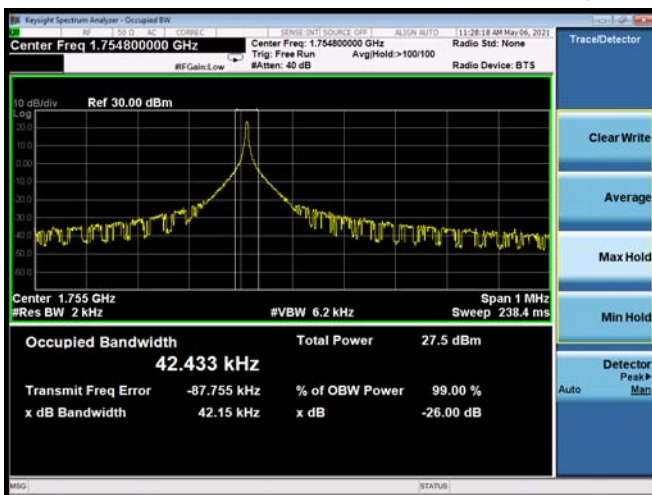 Keysight Spectrum Analyzer - Occupied BW
RF 50 Ω AC CORREC SENSE:INT SOURCE OFF ALIGN AUTO 11:28:18 AM May 06, 2021
Center Freq 1.754800000 GHz Center Freq: 1.754800000 GHz Radio Std: None
Trig: Free Run Avg|Hold:>100/100
#IFGain:Low #Atten: 40 dB Radio Device: BTS
Trace/Detector
10 dB/div Ref 30.00 dBm
Log
20.0
10.0
0.00
-10.0
-20.0
-30.0
-40.0
-50.0
-60.0
Center 1.755 GHz Span 1 MHz
#Res BW 2 kHz #VBW 6.2 kHz Sweep 238.4 ms
Occupied Bandwidth Total Power 27.5 dBm
42.433 kHz
Transmit Freq Error -87.755 kHz % of OBW Power 99.00 %
x dB Bandwidth 42.15 kHz x dB -26.00 dB
Clear Write
Average
Max Hold
Min Hold
Detector
Peak▶
Auto Man
MSG STATUS